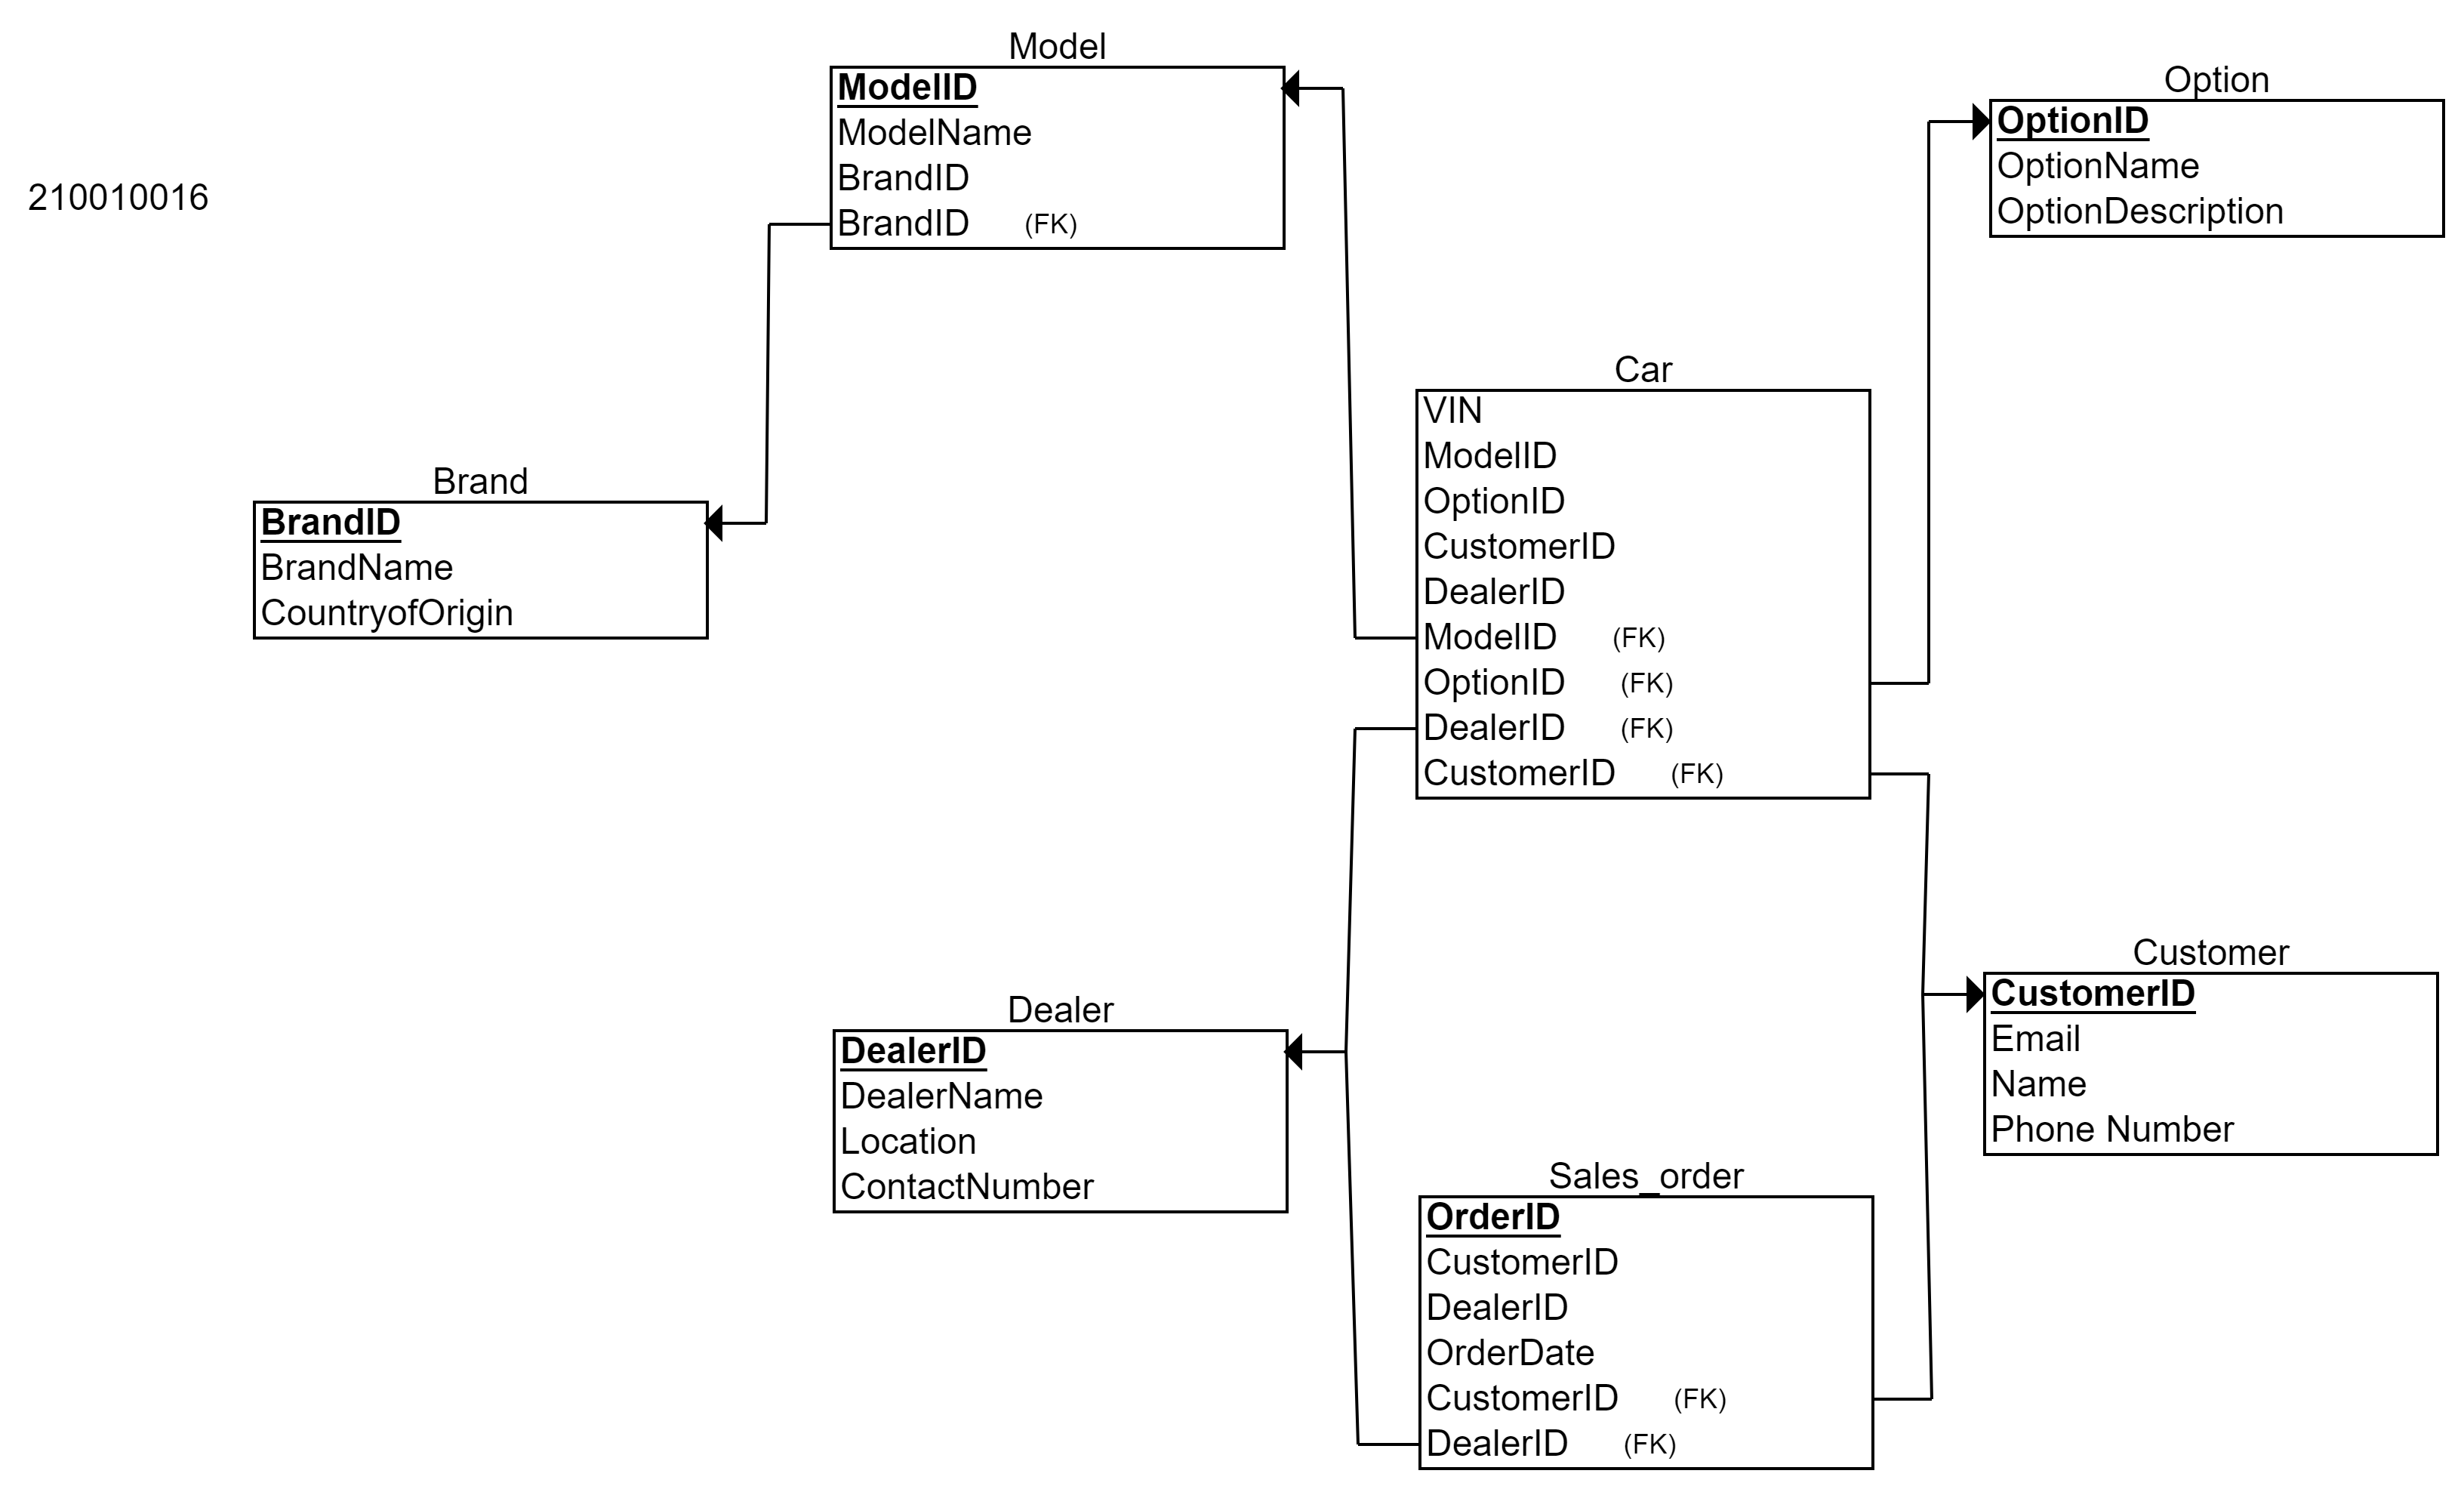 210010016
Model
ModelID
ModelName
BrandID
BrandID (FK)
Option
OptionID
OptionName
OptionDescription
Car
VIN
ModelID
OptionID
CustomerID
DealerID
ModelID (FK)
OptionID (FK)
DealerID (FK)
CustomerID (FK)
Brand
BrandID
BrandName
CountryofOrigin
Dealer
DealerID
DealerName
Location
ContactNumber
Customer
CustomerID
Email
Name
Phone Number
Sales_order
OrderID
CustomerID
DealerID
OrderDate
CustomerID (FK)
DealerID (FK)